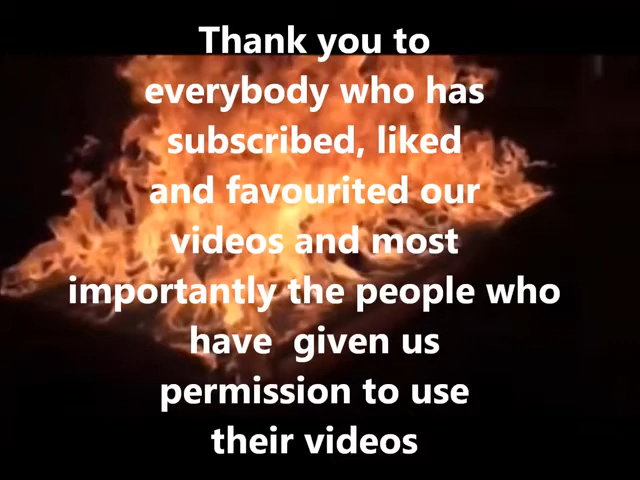 Thank you to
everybody who has
subscribed, liked
and favourited our
videos and most
importantly the people who
have  given us
permission to use
their videos